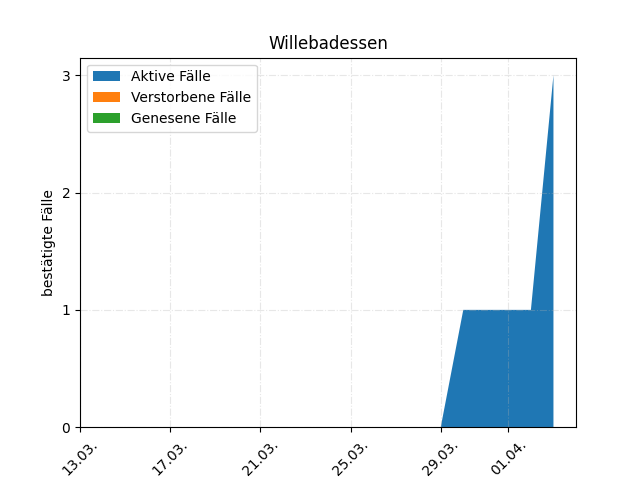 Willebadessen
Aktive Fälle
Verstorbene Fälle
Genesene Fälle
bestätigte Fälle
3
2
1
0
13.03.
17.03.
21.03.
25.03.
29.03.
01.04.